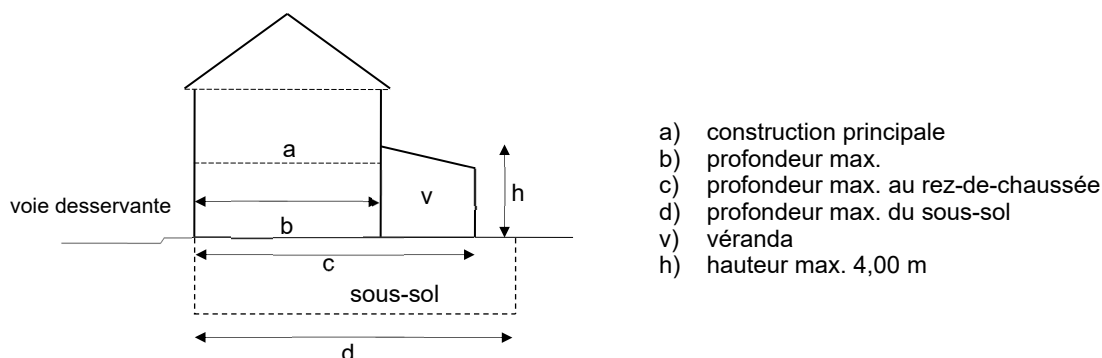 a
v
h
voie desservante
b
c
sous-sol
d
a) construction principale
b) profondeur max.
c) profondeur max. au rez-de-chaussée
d) profondeur max. du sous-sol
v) véranda
h) hauteur max. 4,00 m